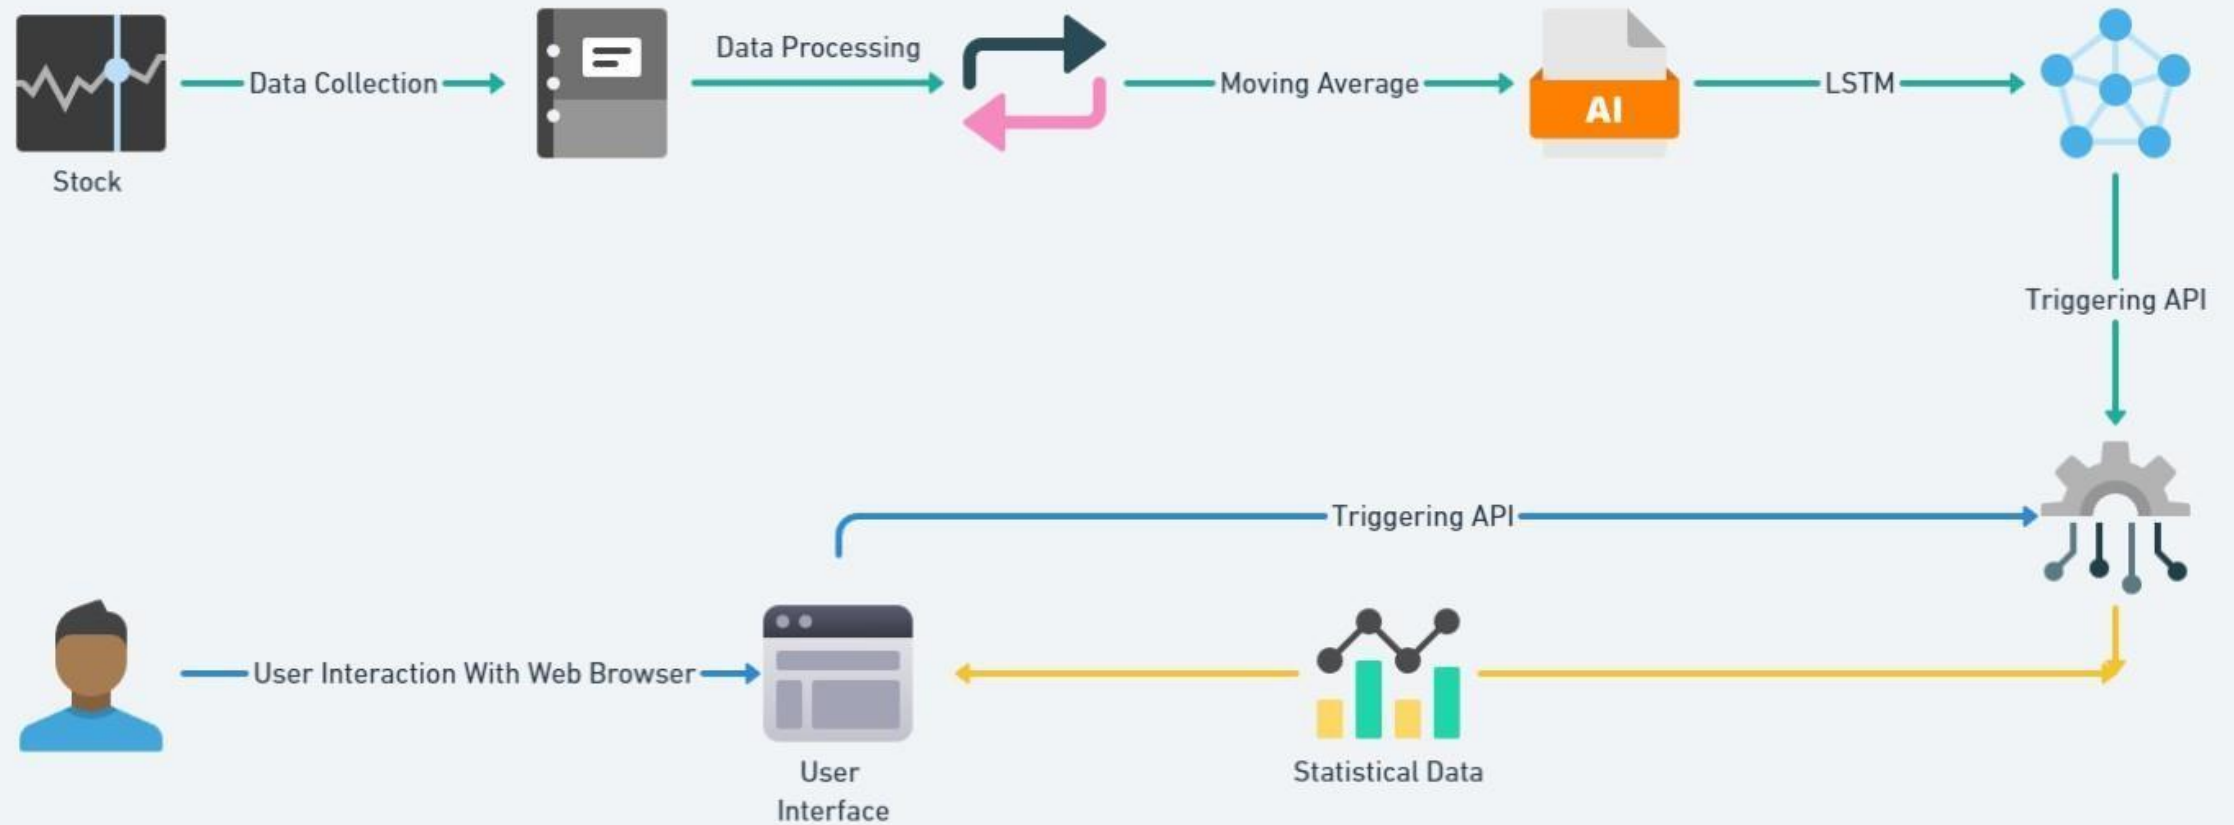 Data Processing
Data Collection
Moving Average
AI
LSTM
Stock
Triggering API
Triggering API
User Interaction With Web Browser
User
Interface
Statistical Data